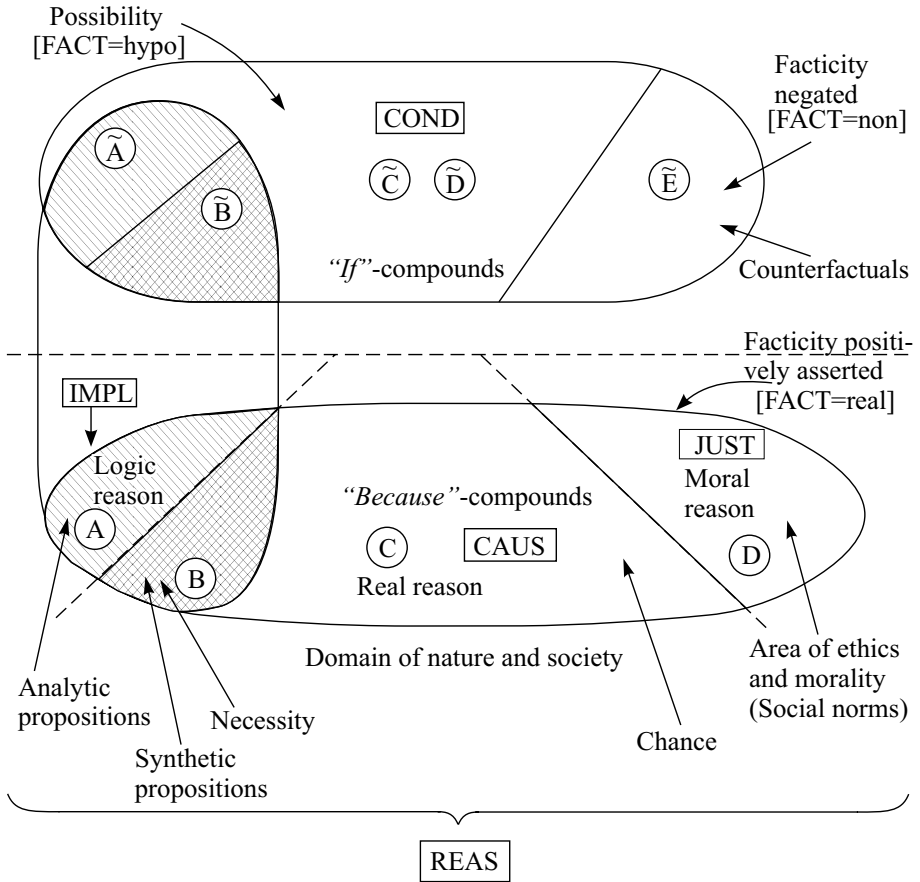 Possibility
[FACT=hypo]
Facticity
negated
[FACT=non]
COND
Ã
B̃
C̃ D̃
Ẽ
"If"-compounds
Counterfactuals
Facticity positi-
vely asserted
[FACT=real]
IMPL
JUST
Logic
reason
Moral
reason
"Because"-compounds
A
B
C
CAUS
D
Real reason
Domain of nature and society
Area of ethics
and morality
(Social norms)
Analytic
propositions
Necessity
Synthetic
propositions
Chance
REAS